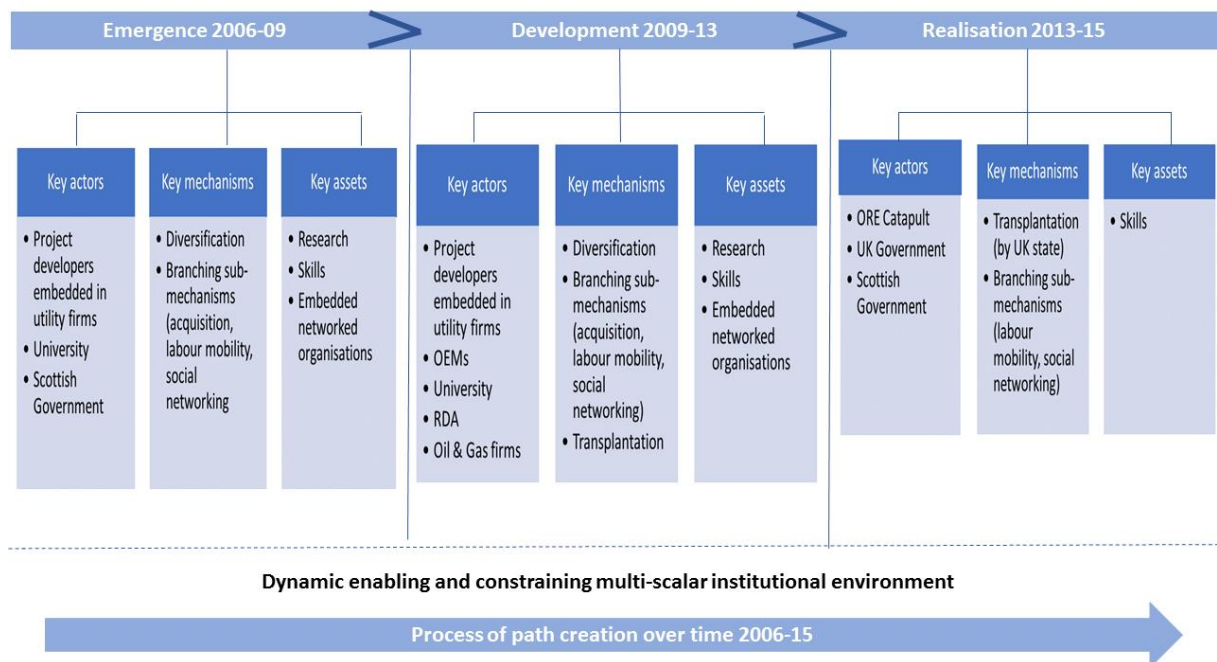 Emergence 2006-09
>
Development 2009-13
>
Realisation 2013-15
Key actors
• Project
developers
embedded in
utility firms
• University
• Scottish
Government
Key mechanisms
• Diversification
• Branching sub-
mechanisms
(acquisition,
labour mobility,
social
networking
Key assets
• Research
• Skills
• Embedded
networked
organisations
Key actors
• Project
developers
embedded in
utility firms
• OEMs
• University
• RDA
• Oil & Gas firms
Key mechanisms
• Diversification
• Branching sub-
mechanisms
(acquisition,
labour mobility,
social
networking)
• Transplantation
Key assets
• Research
• Skills
• Embedded
networked
organisations
Key actors
• ORE Catapult
• UK Government
• Scottish
Government
Key mechanisms
• Transplantation
(by UK state)
• Branching sub-
mechanisms
(labour
mobility, social
networking)
Key assets
• Skills
Dynamic enabling and constraining multi-scalar institutional environment
Process of path creation over time 2006-15